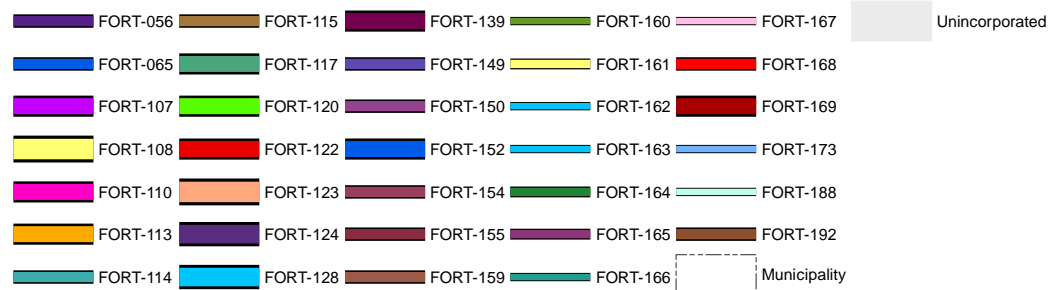 FORT-056 FORT-115 FORT-139 FORT-160 FORT-167 Unincorporated
FORT-065 FORT-117 FORT-149 FORT-161 FORT-168
FORT-107 FORT-120 FORT-150 FORT-162 FORT-169
FORT-108 FORT-122 FORT-152 FORT-163 FORT-173
FORT-110 FORT-123 FORT-154 FORT-164 FORT-188
FORT-113 FORT-124 FORT-155 FORT-165 FORT-192
FORT-114 FORT-128 FORT-159 FORT-166 Municipality